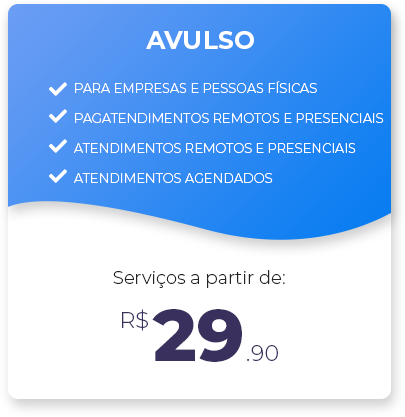 AVULSO
PARA EMPRESAS E PESSOAS FÍSICAS
PAGATENDIMENTOS REMOTOS E PRESENCIAIS
ATENDIMENTOS REMOTOS E PRESENCIAIS
ATENDIMENTOS AGENDADOS
Serviços a partir de:
R$29.90